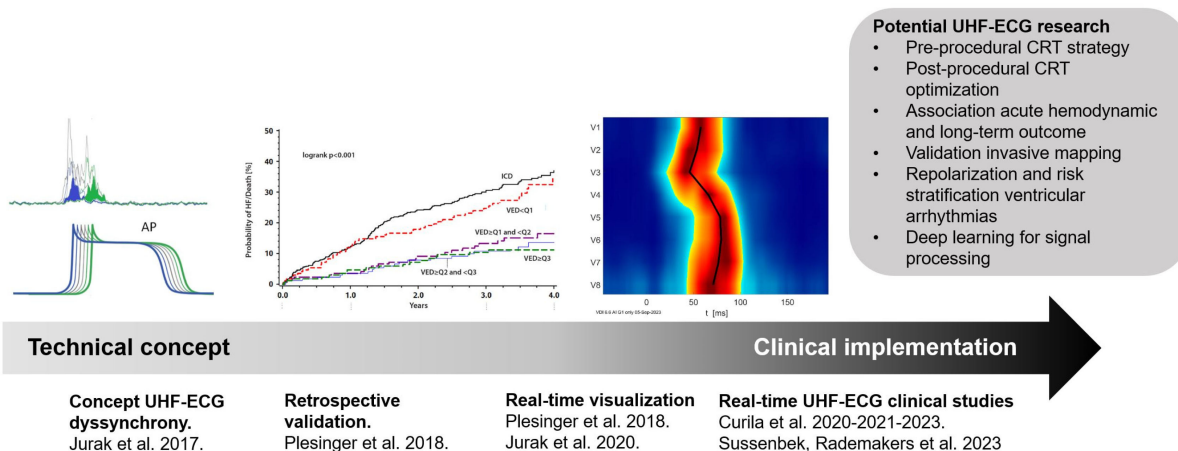 Potential UHF-ECG research
• Pre-procedural CRT strategy
• Post-procedural CRT
optimization
• Association acute hemodynamic
and long-term outcome
• Validation invasive mapping
• Repolarization and risk
stratification ventricular
arrhythmias
• Deep learning for signal
processing
AP
Probability of HF/Death [%]
50
40
30
20
10
0
logrank p<0.001
ICD
VED<Q1
VED≥Q1 and <Q2
VED≥Q3
VED≥Q2 and <Q3
0.0 1.0 2.0 3.0 4.0
Years
V1
V2
V3
V4
V5
V6
V7
V8
0 50 100 150
t [ms]
Technical concept
Clinical implementation
Concept UHF-ECG
dyssynchrony.
Jurak et al. 2017.
Retrospective
validation.
Plesinger et al. 2018.
Real-time visualization
Plesinger et al. 2018.
Jurak et al. 2020.
Real-time UHF-ECG clinical studies
Curila et al. 2020-2021-2023.
Sussenbek, Rademakers et al. 2023